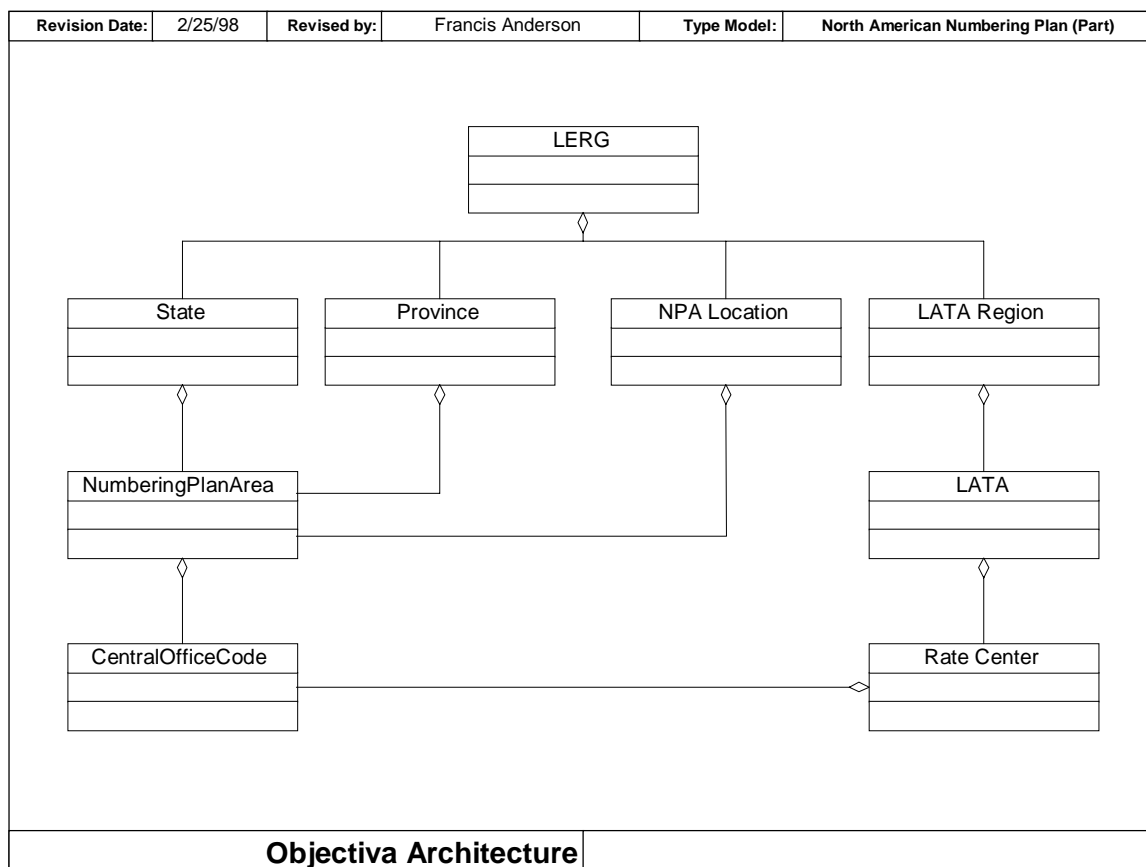 Revision Date: 2/25/98 Revised by: Francis Anderson Type Model: North American Numbering Plan (Part)
LERG
State Province NPA Location LATA Region
NumberingPlanArea LATA
CentralOfficeCode Rate Center
Objectiva Architecture